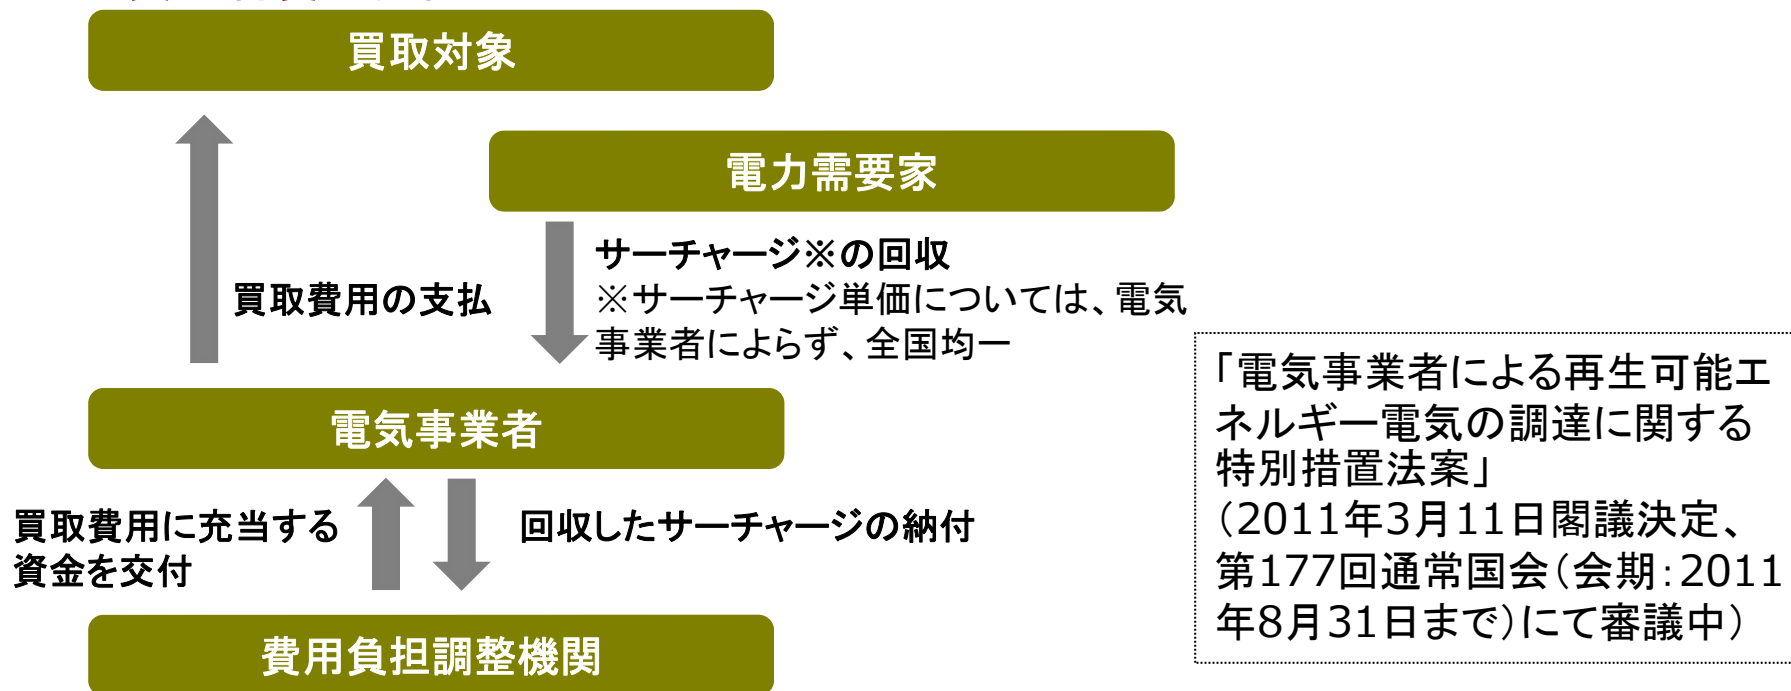 買取対象
電力需要家
サーチャージ※の回収
※サーチャージ単価については、電気
事業者によらず、全国均一
買取費用の支払
電気事業者
買取費用に充当する
資金を交付
回収したサーチャージの納付
費用負担調整機関
「電気事業者による再生可能エ
ネルギー電気の調達に関する
特別措置法案」
（2011年3月11日閣議決定、
第177回通常国会（会期：2011
年8月31日まで）にて審議中）